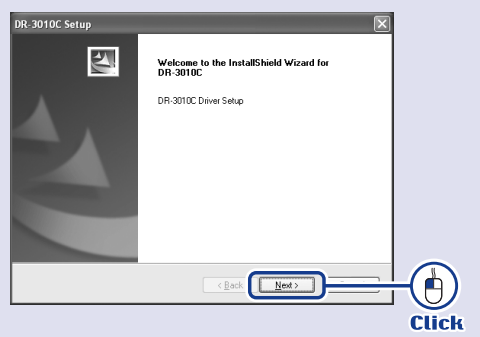 DR-3010C Setup
Welcome to the InstallShield Wizard for
DR-3010C
DR-3010C Driver Setup
< Back
Next >
Click